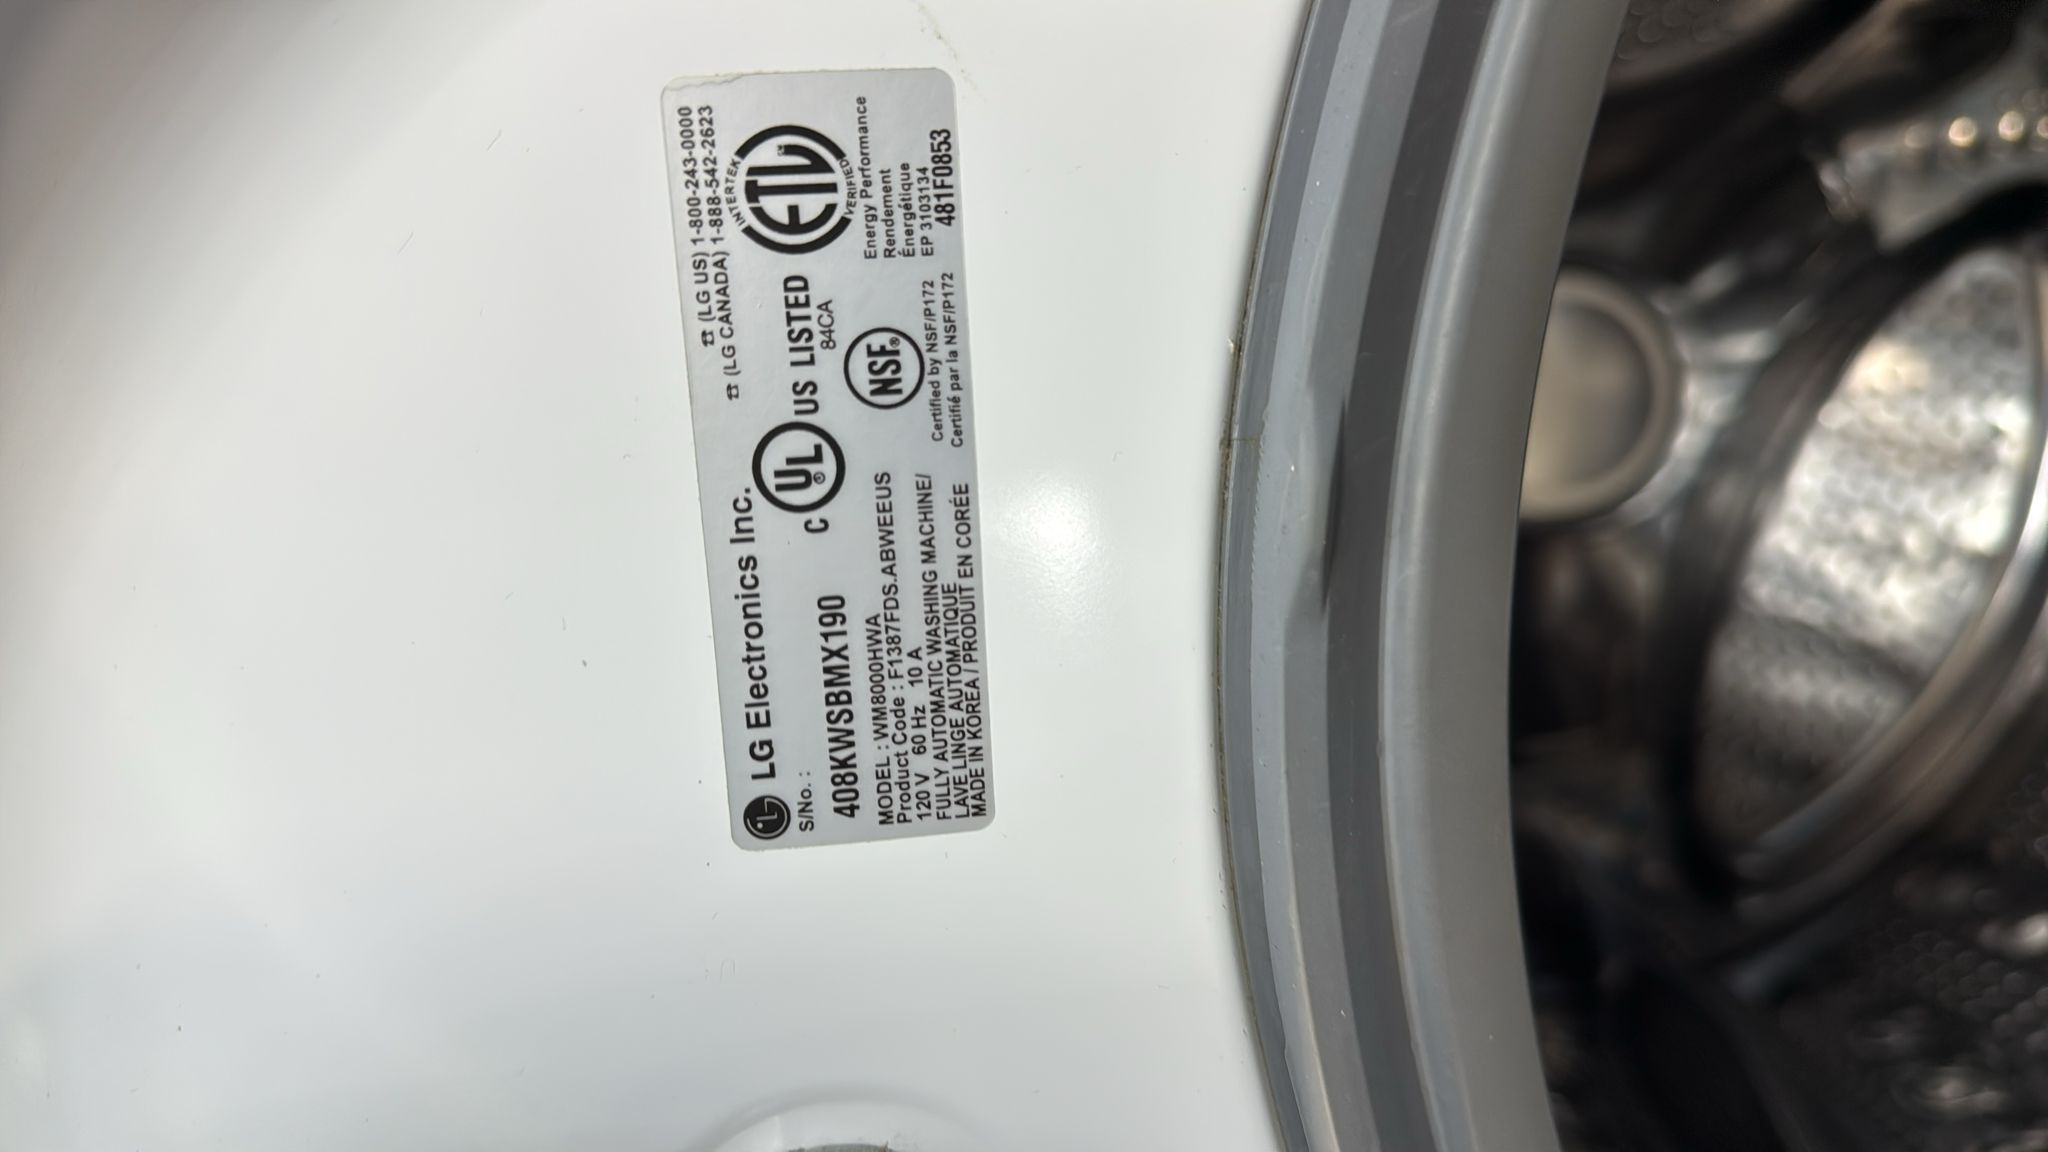 LG Electronics Inc.
☎ (LG US) 1-800-243-0000
☎ (LG CANADA) 1-888-542-2623
S/No. :
408KWSBMX190
MODEL : WM8000HWA
Product Code : F1387FDS.ABWEEUS
120 V 60 Hz 10 A
FULLY AUTOMATIC WASHING MACHINE/
LAVE LINGE AUTOMATIQUE
MADE IN KOREA / PRODUIT EN CORÉE
C UL ® US LISTED
84CA
NSF®
Certified by NSF/P172
Certifié par la NSF/P172
INTERTEK
ETL
VERIFIED
Energy Performance
Rendement
Énergétique
EP 3103134
481F0853